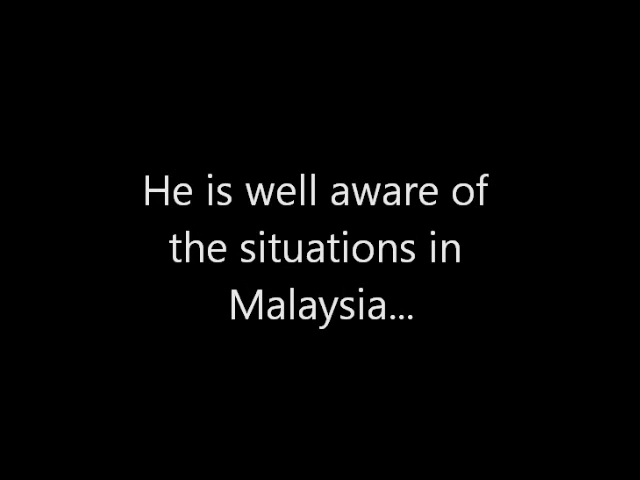 He is well aware of
the situations in
Malaysia...